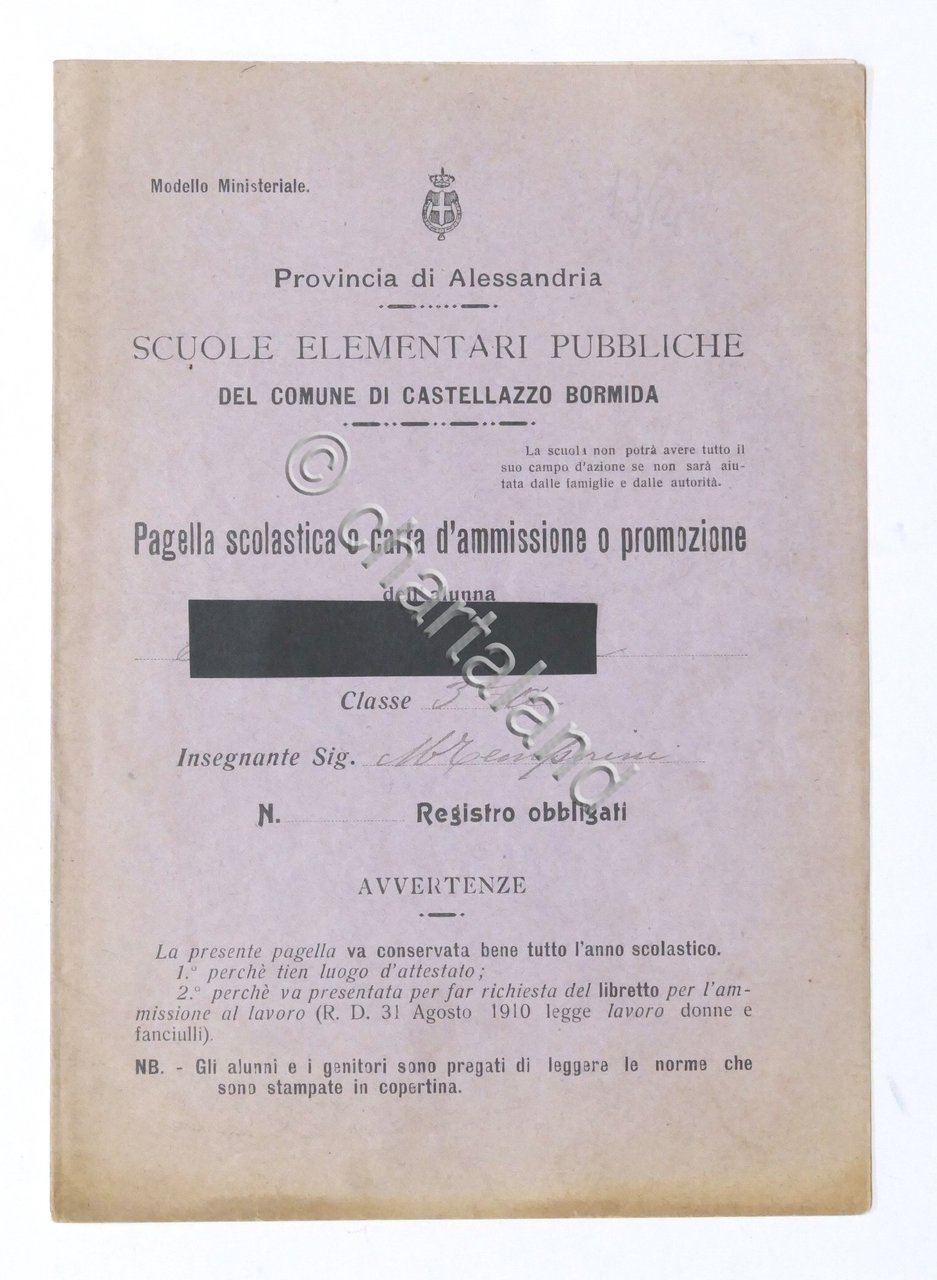 Modello Ministeriale.
Provincia di Alessandria
SCUOLE ELEMENTARI PUBBLICHE
DEL COMUNE DI CASTELLAZZO BORMIDA
La scuola non potrà avere tutto il
suo campo d'azione se non sarà aiu-
tata dalle famiglie e dalle autorità.
Pagella scolastica o carta d'ammissione o promozione
dell'alunna
Classe 3
Insegnante Sig.
N. Registro obbligati
AVVERTENZE
La presente pagella va conservata bene tutto l'anno scolastico.
1.° perchè tien luogo d'attestato;
2.° perchè va presentata per far richiesta del libretto per l'am-
missione al lavoro (R. D. 31 Agosto 1910 legge lavoro donne e
fanciulli).
NB. - Gli alunni e i genitori sono pregati di leggere le norme che
sono stampate in copertina.
© chartaland